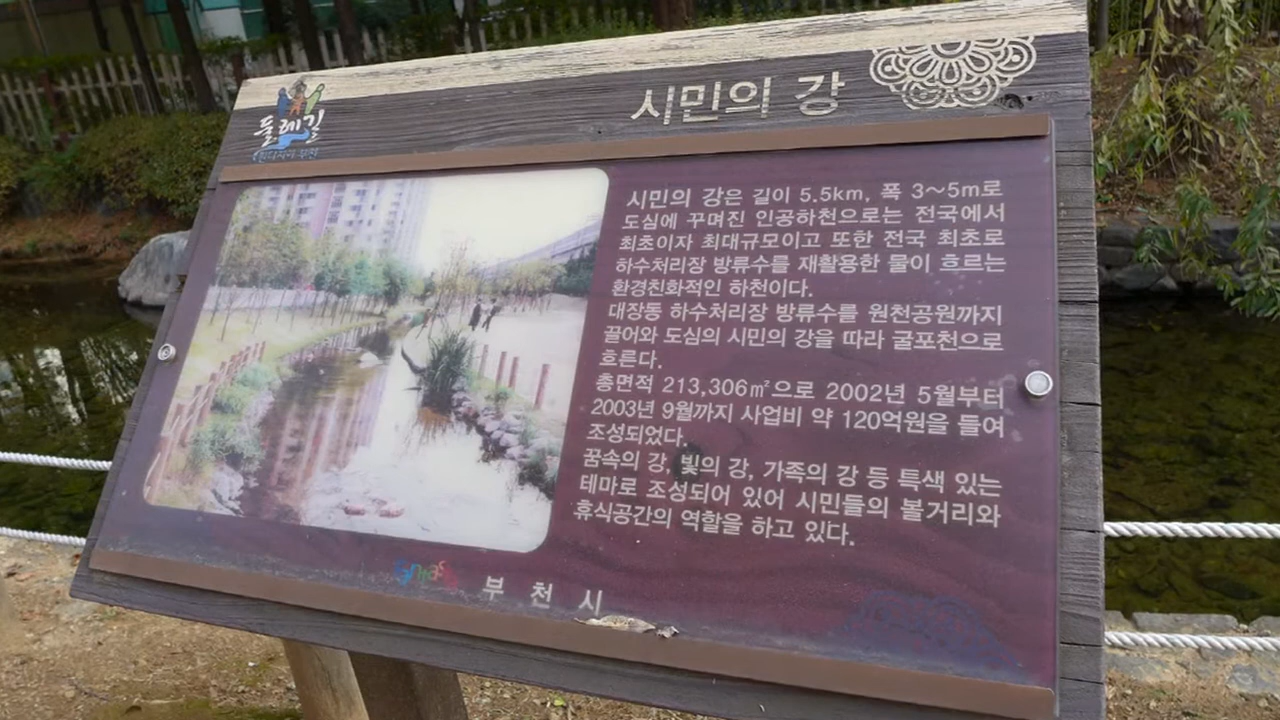 시민의 강
둘레길
시민의 강은 길이 5.5km, 폭 3~5m로
도심에 꾸며진 인공하천으로는 전국에서
최초이자 최대규모이고 또한 전국 최초로
하수처리장 방류수를 재활용한 물이 흐르는
환경친화적인 하천이다.
대장동 하수처리장 방류수를 원천공원까지
끌어와 도심의 시민의 강을 따라 굴포천으로
흐른다.
총면적 213,306㎡으로 2002년 5월부터
2003년 9월까지 사업비 약 120억원을 들여
조성되었다.
꿈속의 강, 빛의 강, 가족의 강 등 특색 있는
테마로 조성되어 있어 시민들의 볼거리와
휴식공간의 역할을 하고 있다.
부천시